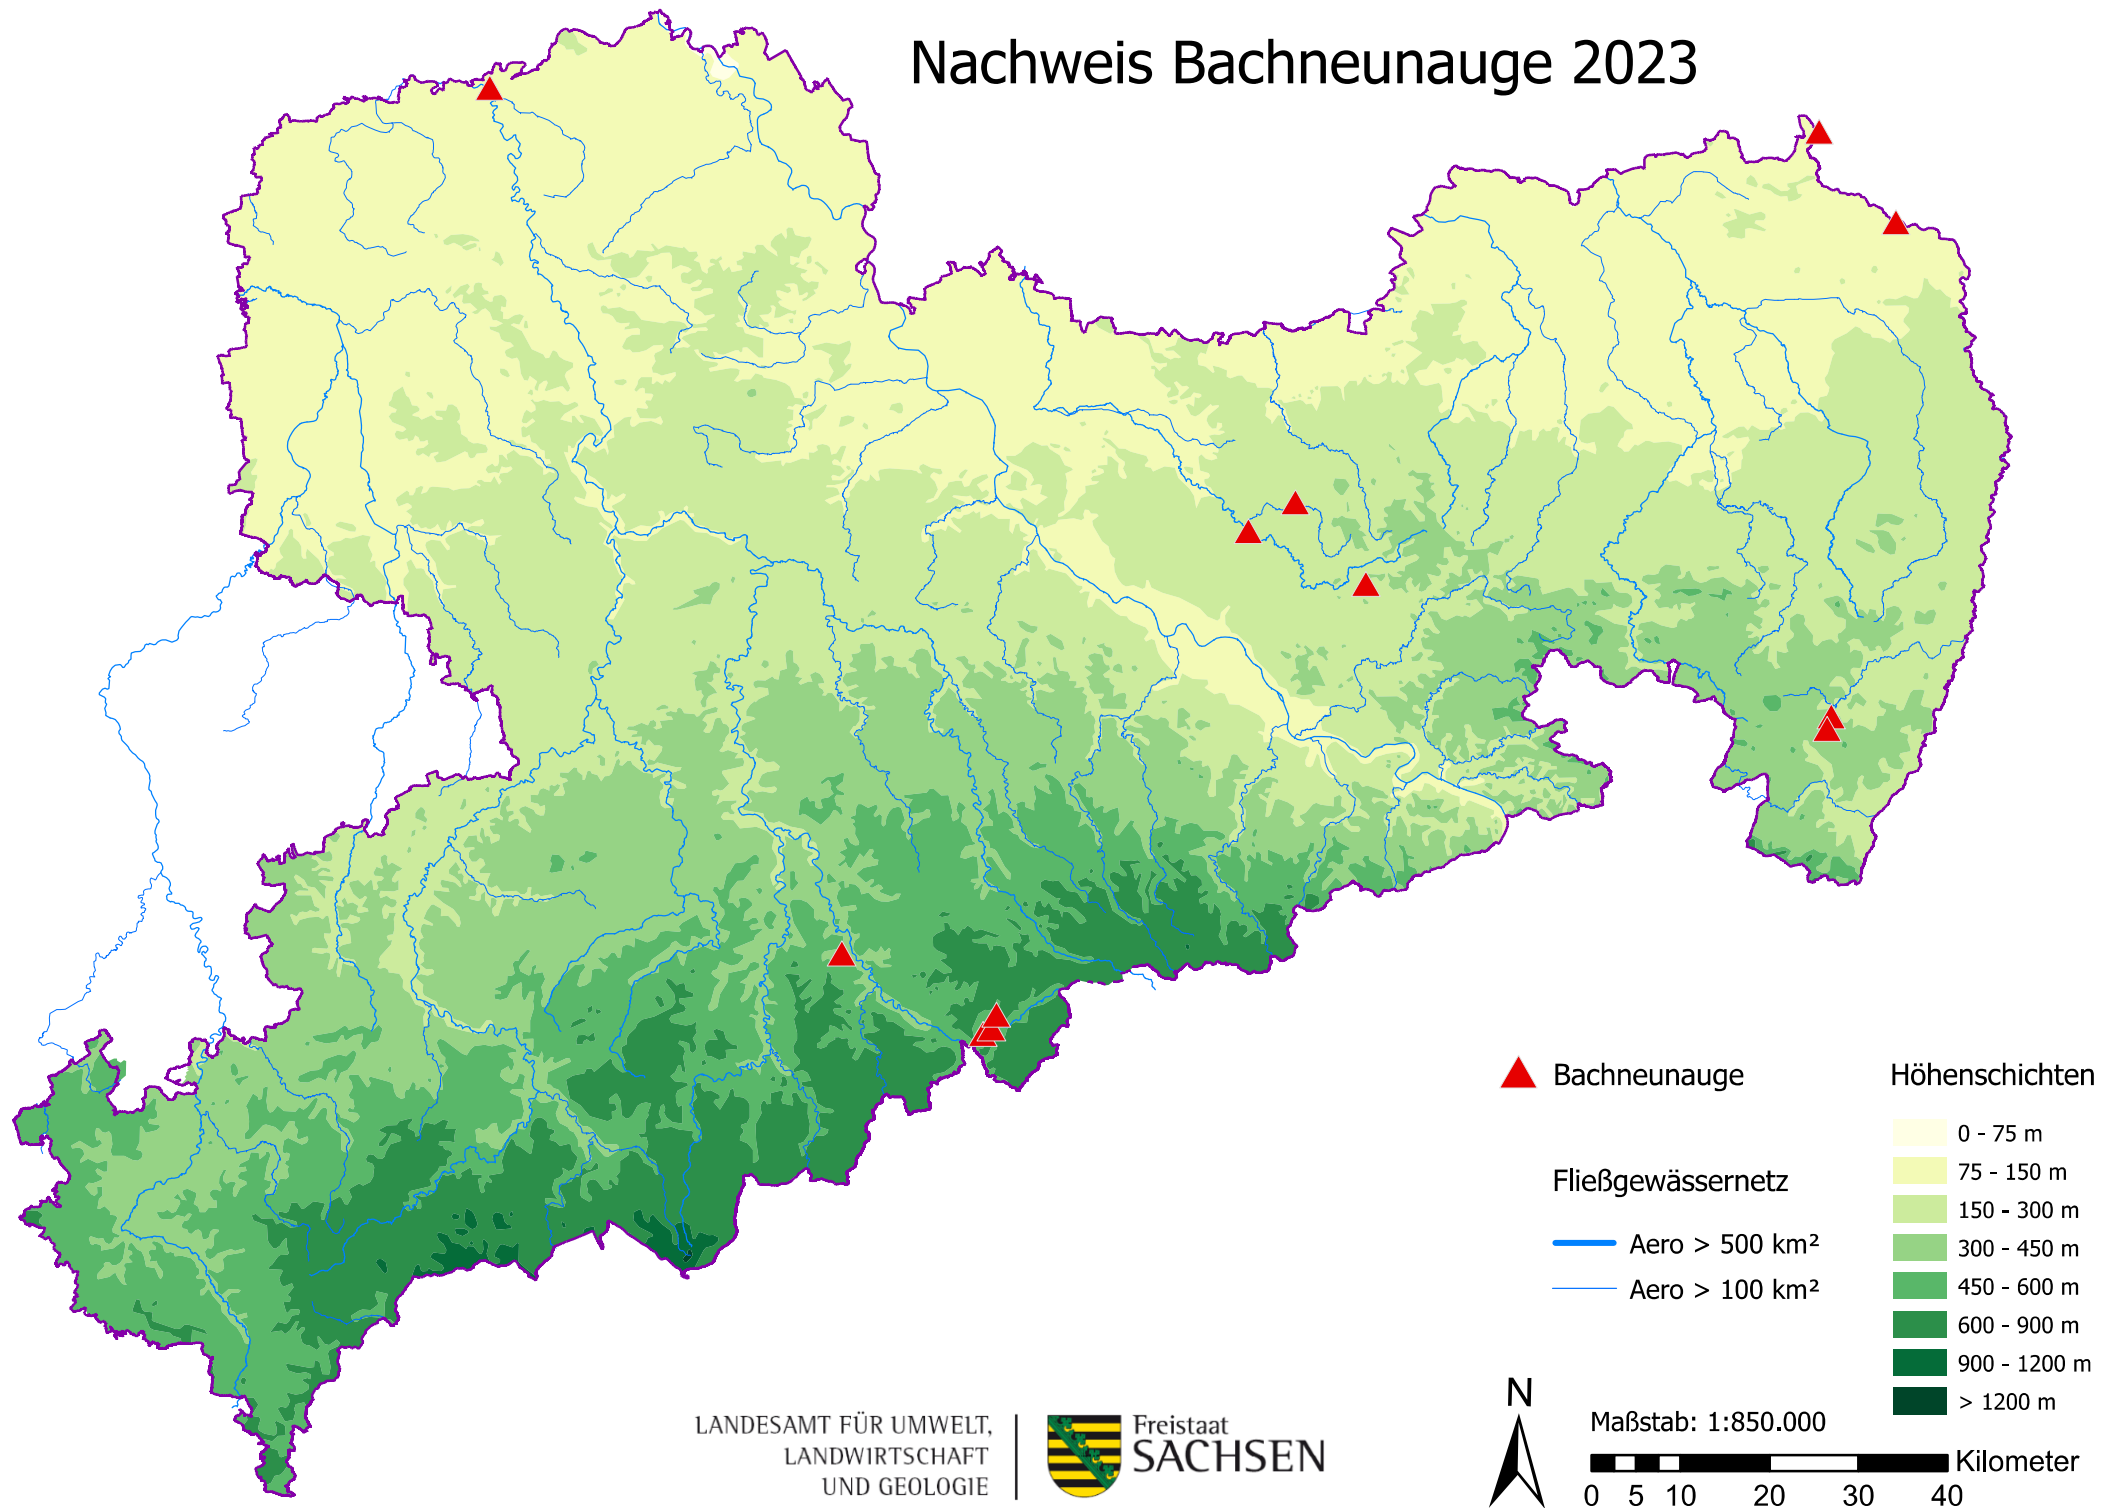 Nachweis Bachneunauge 2023
Bachneunauge
Fließgewässernetz
Aero > 500 km²
Aero > 100 km²
Höhenschichten
0 - 75 m
75 - 150 m
150 - 300 m
300 - 450 m
450 - 600 m
600 - 900 m
900 - 1200 m
> 1200 m
LANDESAMT FÜR UMWELT,
LANDWIRTSCHAFT
UND GEOLOGIE
Freistaat
SACHSEN
N
Maßstab: 1:850.000
Kilometer
0 5 10 20 30 40